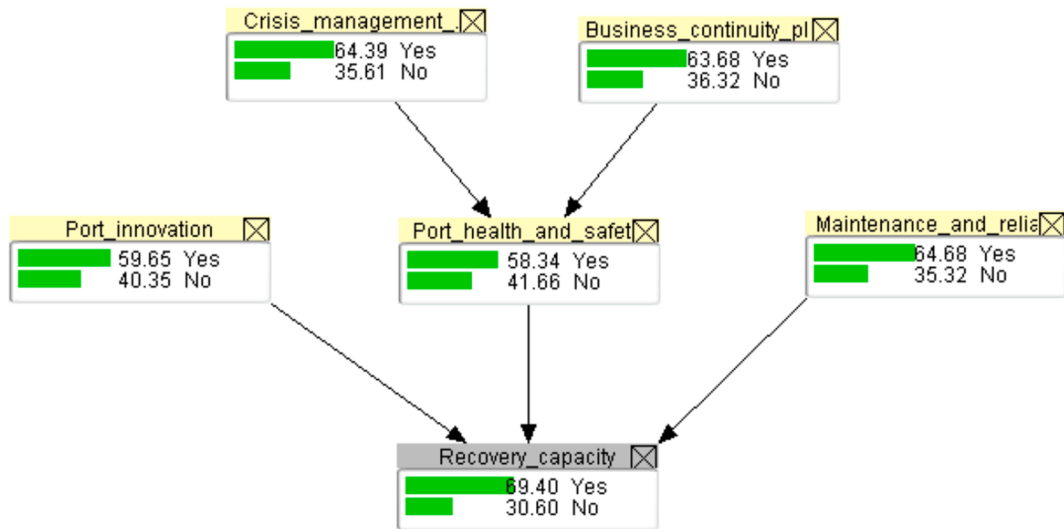 Crisis_management_.
64.39 Yes
35.61 No
Business_continuity_pl
63.68 Yes
36.32 No
Port_innovation
59.65 Yes
40.35 No
Port_health_and_safet
58.34 Yes
41.66 No
Maintenance_and_relia
64.68 Yes
35.32 No
Recovery_capacity
69.40 Yes
30.60 No